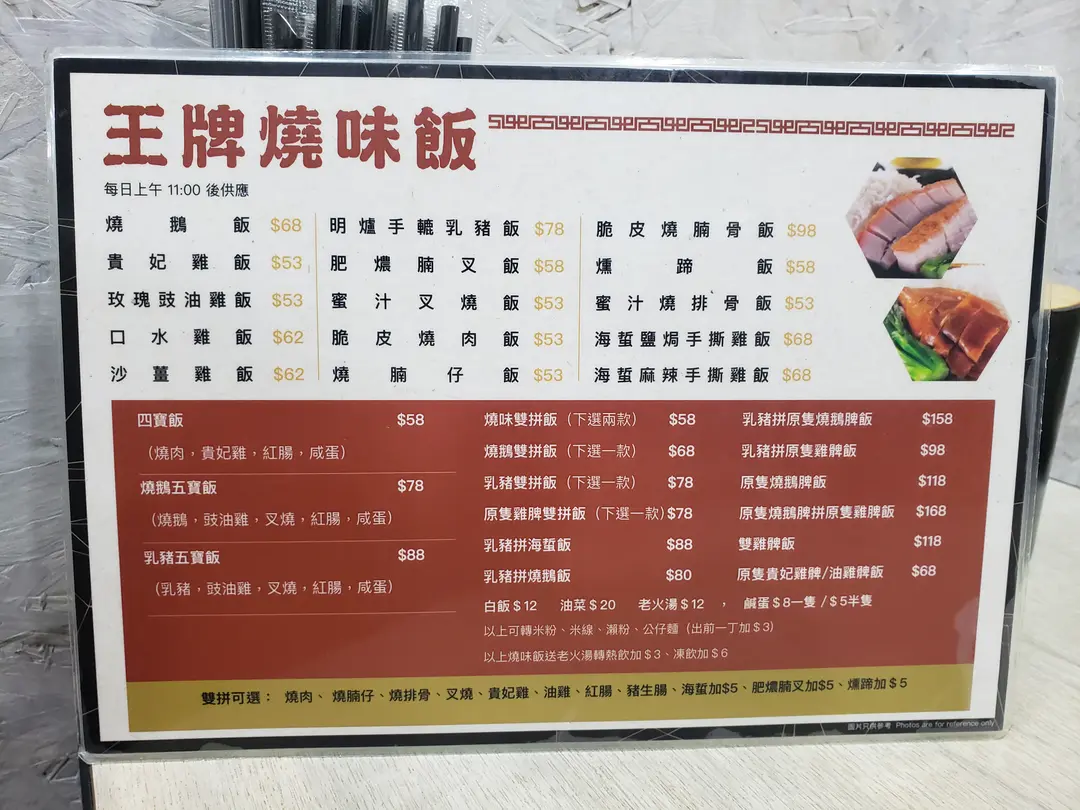 王牌燒味飯
每日上午 11:00 後供應
燒鵝飯 $68
貴妃雞飯 $53
玫瑰豉油雞飯 $53
口水雞飯 $62
沙薑雞飯 $62
明爐手轆乳豬飯 $78
肥燶腩叉飯 $58
蜜汁叉燒飯 $53
脆皮燒肉飯 $53
燒腩仔飯 $53
脆皮燒腩骨飯 $98
燻蹄飯 $58
蜜汁燒排骨飯 $53
海蜇鹽焗手撕雞飯 $68
海蜇麻辣手撕雞飯 $68
四寶飯 $58
(燒肉，貴妃雞，紅腸，咸蛋)
燒鵝五寶飯 $78
(燒鵝，豉油雞，叉燒，紅腸，咸蛋)
乳豬五寶飯 $88
(乳豬，豉油雞，叉燒，紅腸，咸蛋)
燒味雙拼飯（下選兩款） $58
燒鵝雙拼飯（下選一款） $68
乳豬雙拼飯（下選一款） $78
原隻雞脾雙拼飯（下選一款) $78
乳豬拼海蜇飯 $88
乳豬拼燒鵝飯 $80
乳豬拼原隻燒鵝脾飯 $158
乳豬拼原隻雞脾飯 $98
原隻燒鵝脾飯 $118
原隻燒鵝脾拼原隻雞脾飯 $168
雙雞脾飯 $118
原隻貴妃雞脾/油雞脾飯 $68
白飯＄12 油菜＄20 老火湯＄12 ， 鹹蛋＄8一隻 /＄5半隻
以上可轉米粉、米線、瀨粉、公仔麵（出前一丁加＄3）
以上燒味飯送老火湯轉熱飲加＄3、凍飲加＄6
雙拼可選： 燒肉、燒腩仔、燒排骨、叉燒、貴妃雞、油雞、紅腸、豬生腸、海蜇加$5、肥燶腩叉加$5、燻蹄加＄5
圖片只供參考 Photos are for reference only